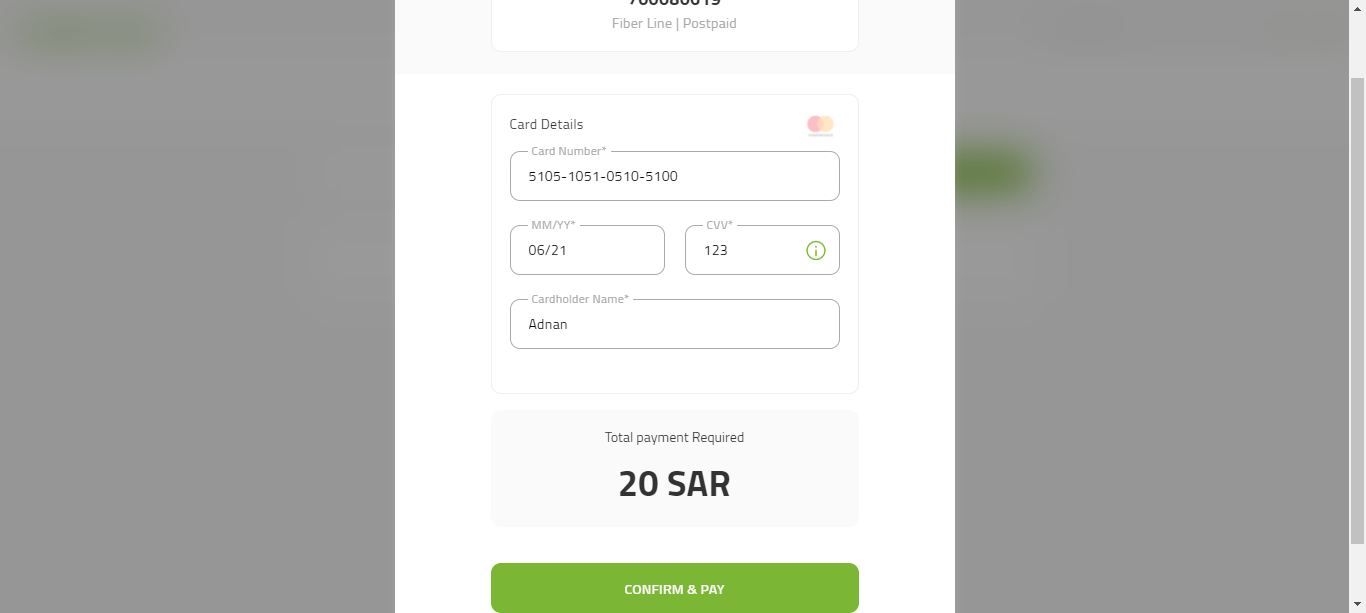 Fiber Line | Postpaid
Card Details
Card Number*
5105-1051-0510-5100
MM/YY*
CVV*
06/21
123
Cardholder Name*
Adnan
Total payment Required
20 SAR
CONFIRM & PAY